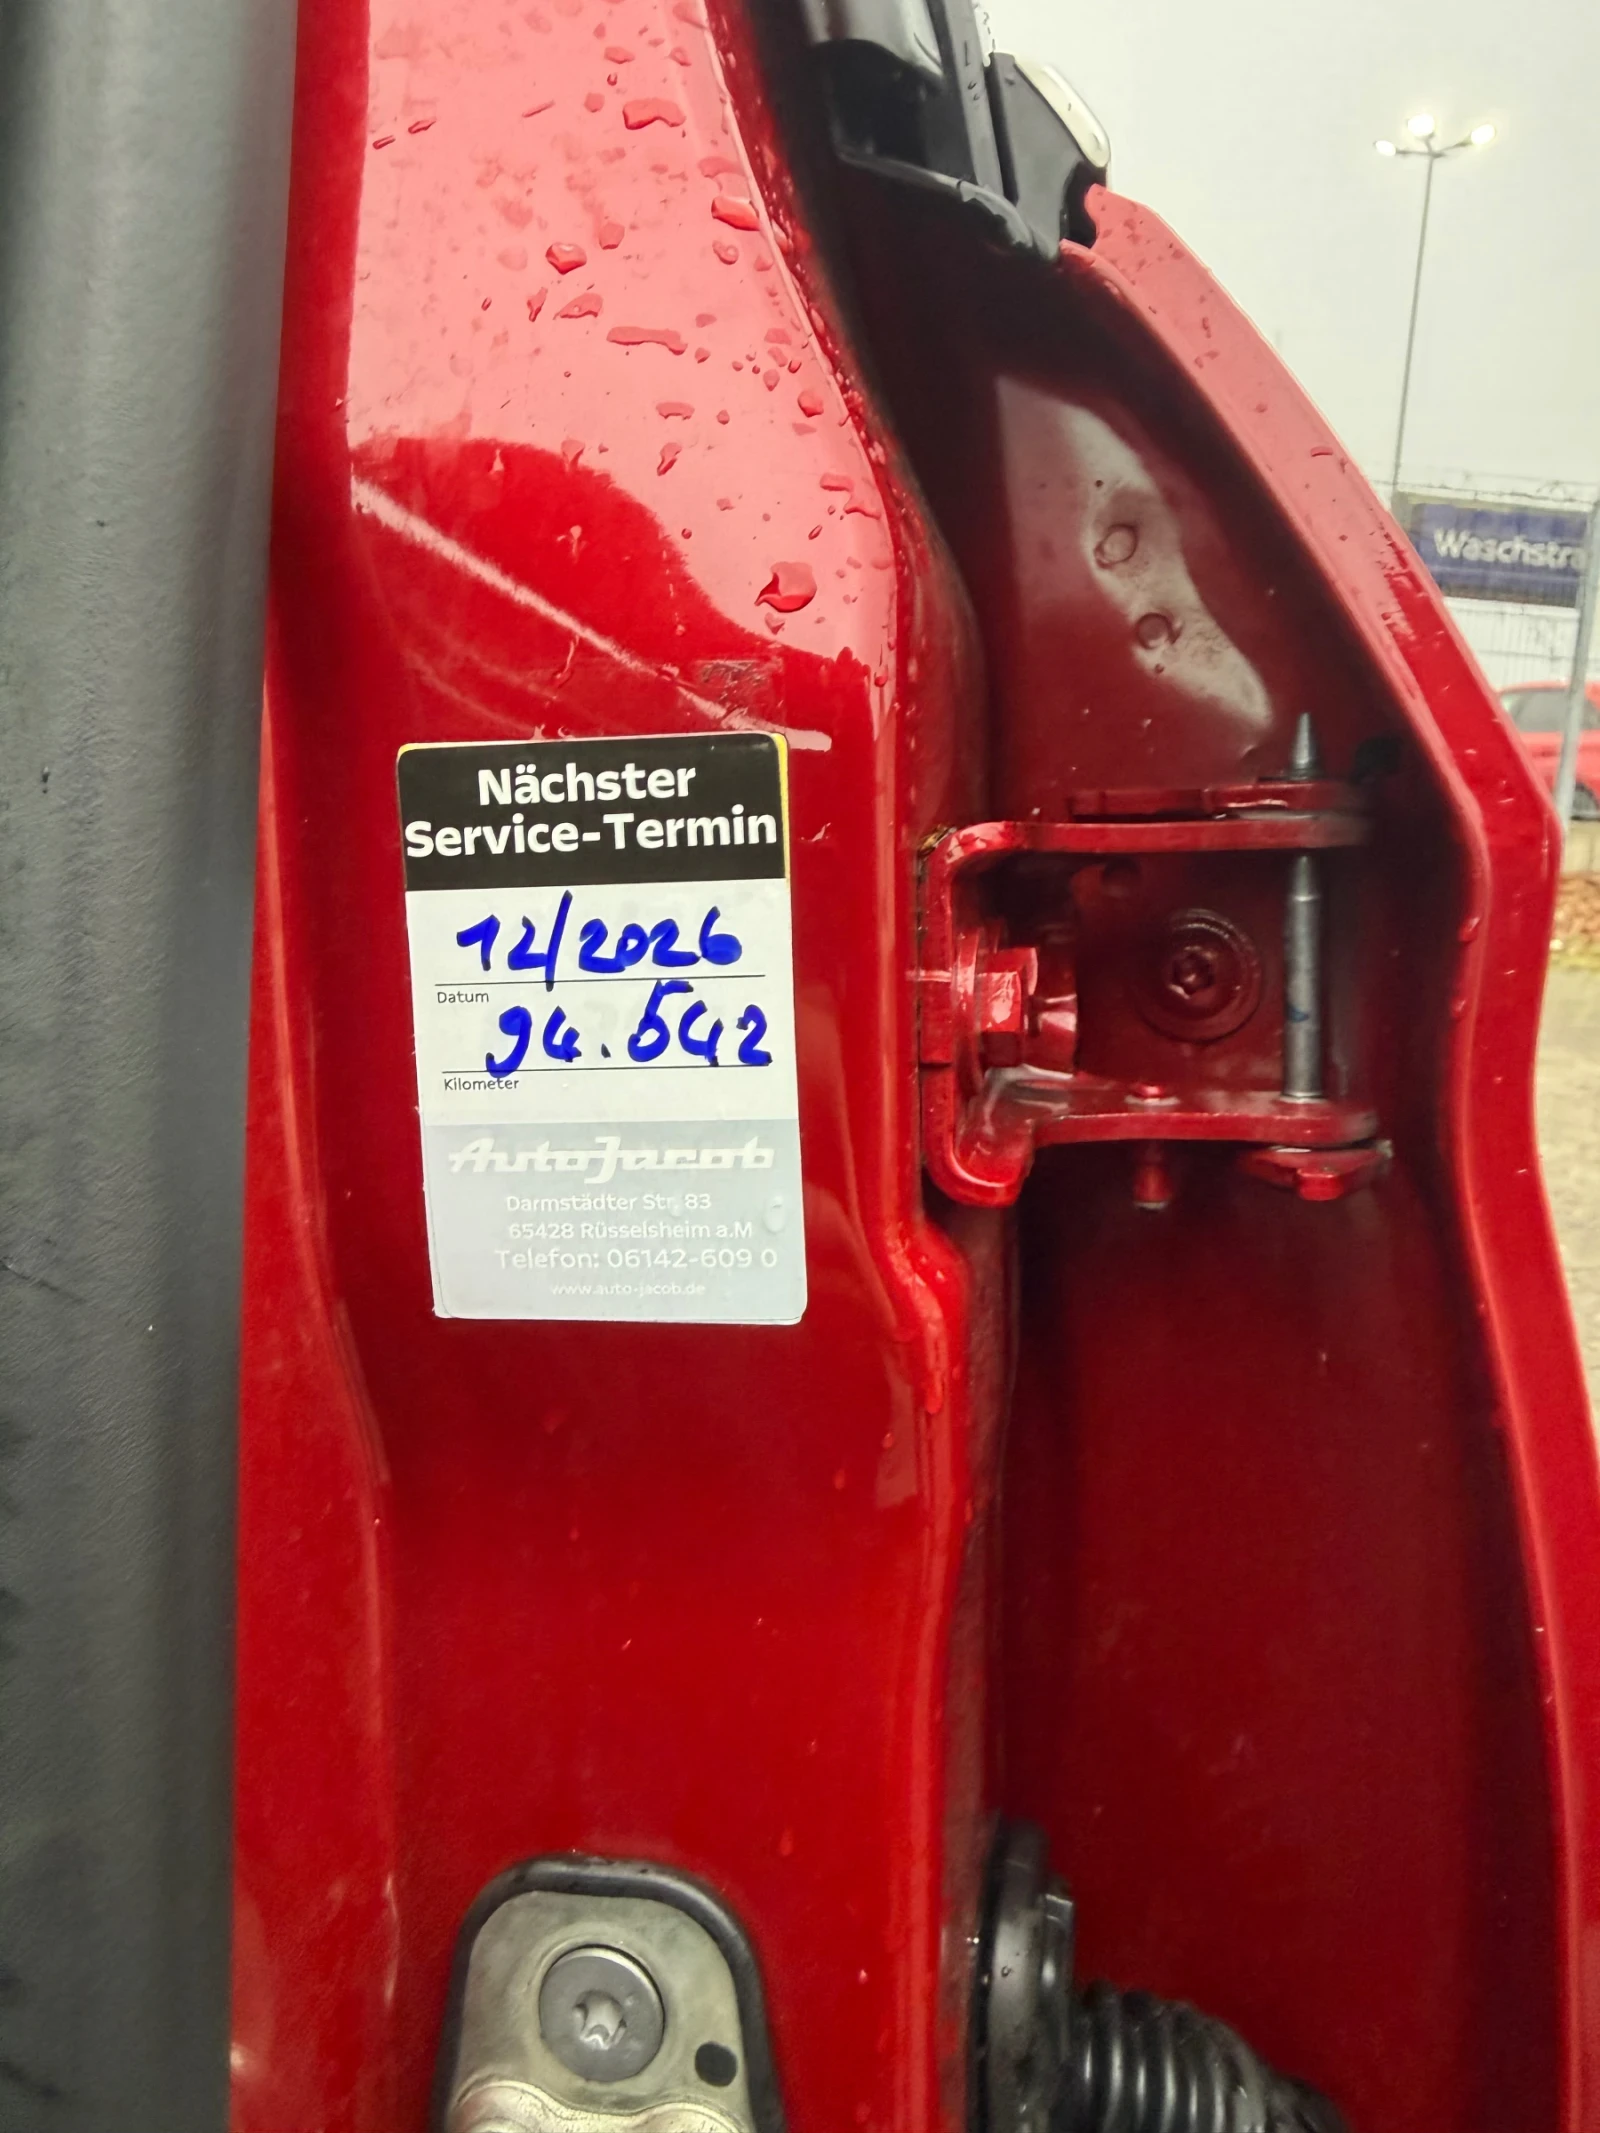 Waschstra
Nächster
Service-Termin
12/2026
Datum
94.542
Kilometer
AutoJacob
Darmstädter Str. 83
65428 Rüsselsheim a.M
Telefon: 06142-609 0
www.auto-jacob.de